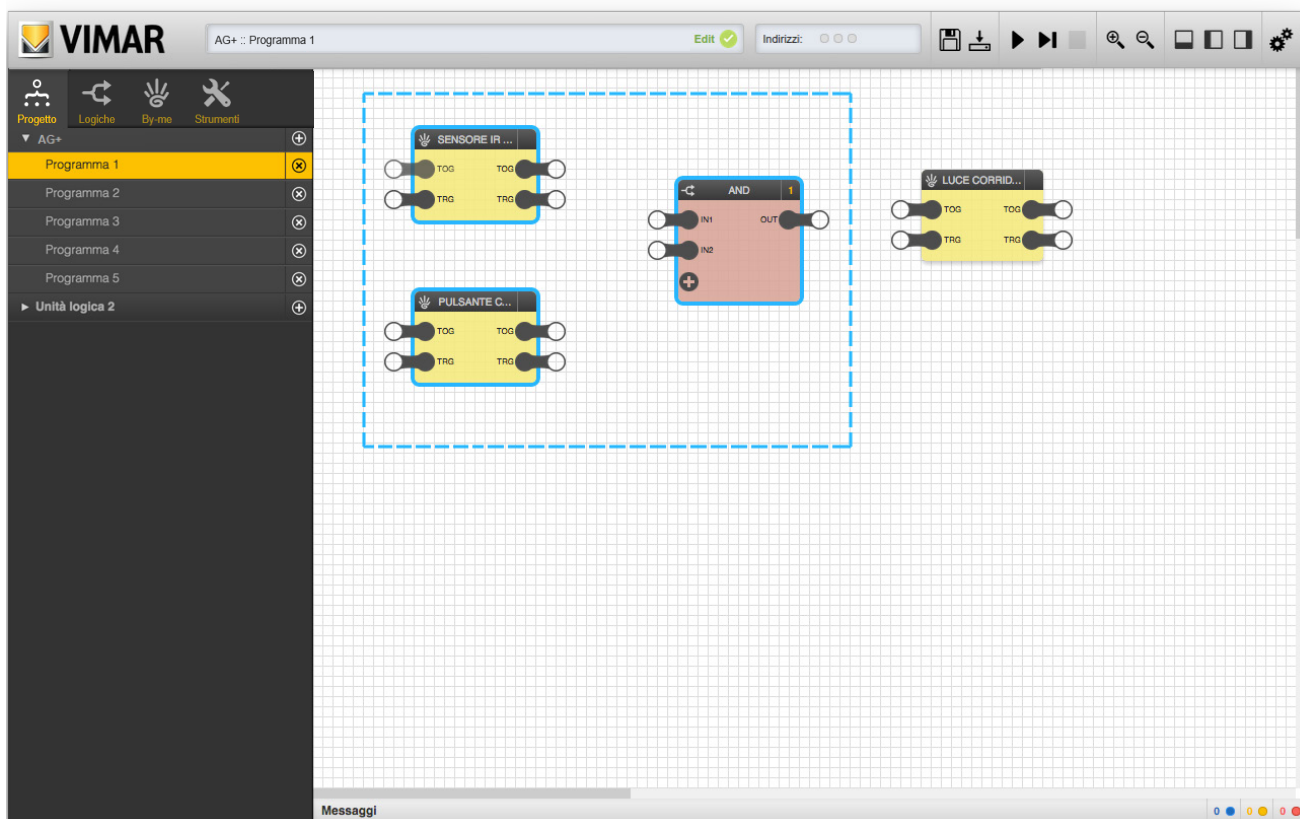 VIMAR
AG+ :: Programma 1
Edit
Indirizzi:
Progetto
Logiche
By-me
Strumenti
AG+
Programma 1
Programma 2
Programma 3
Programma 4
Programma 5
Unità logica 2
SENSORE IR ...
TOG TOG
TRG TRG
AND 1
IN1 OUT
IN2
LUCE CORRID...
TOG TOG
TRG TRG
PULSANTE C...
TOG TOG
TRG TRG
Messaggi
0 0 0